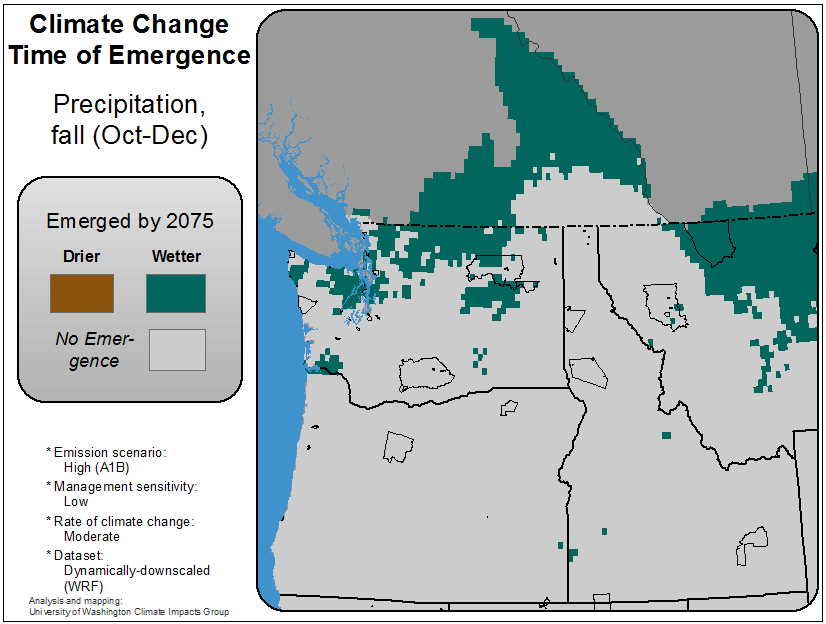 Climate Change
Time of Emergence
Precipitation,
fall (Oct-Dec)
Emerged by 2075
Drier Wetter
No Emer-
gence
* Emission scenario:
High (A1B)
* Management sensitivity:
Low
* Rate of climate change:
Moderate
* Dataset:
Dynamically-downscaled
(WRF)
Analysis and mapping:
University of Washington Climate Impacts Group